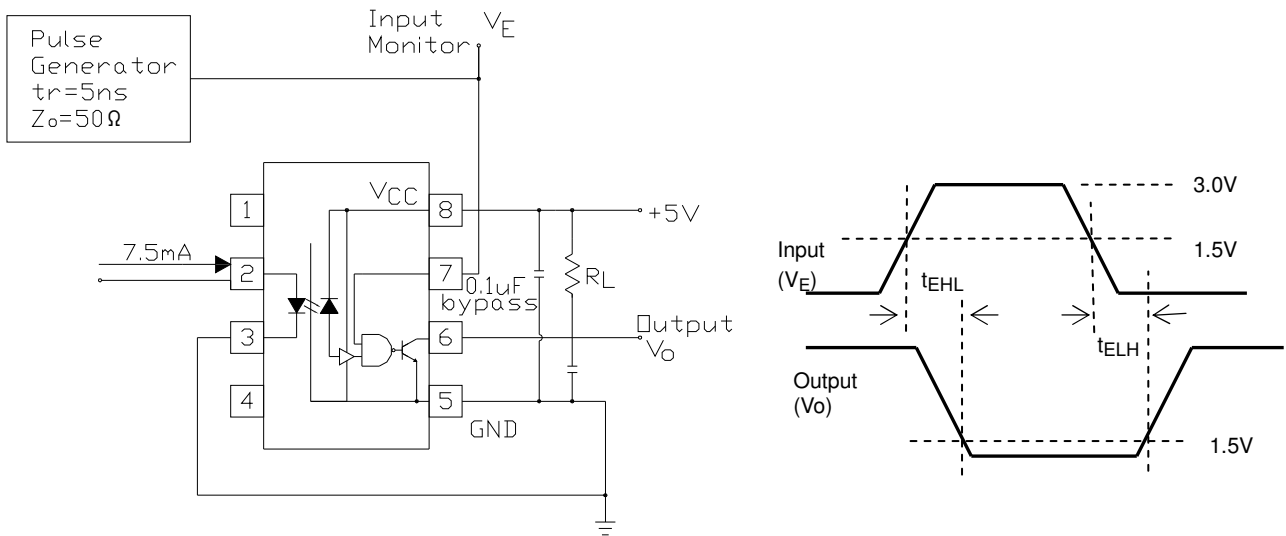 Pulse
Generator
tr=5ns
Zo=50Ω
Input
Monitor
VE
1
2
3
4
VCC
8
7
6
5
7.5mA
+5V
0.1uF
bypass
RL
Output
Vo
GND
3.0V
1.5V
Input
(VE)
tEHL
tELH
Output
(Vo)
1.5V